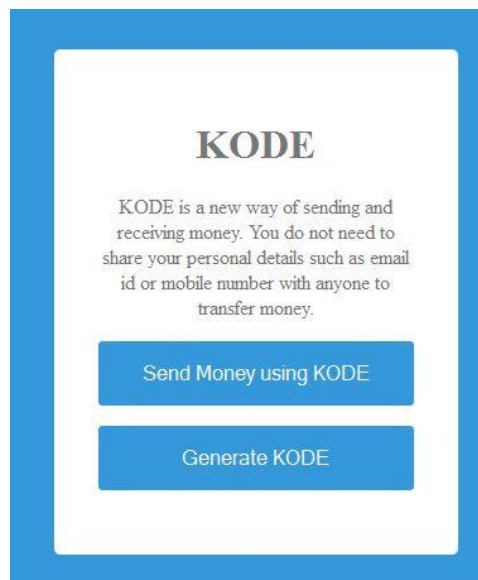 KODE
KODE is a new way of sending and
receiving money. You do not need to
share your personal details such as email
id or mobile number with anyone to
transfer money.
Send Money using KODE
Generate KODE